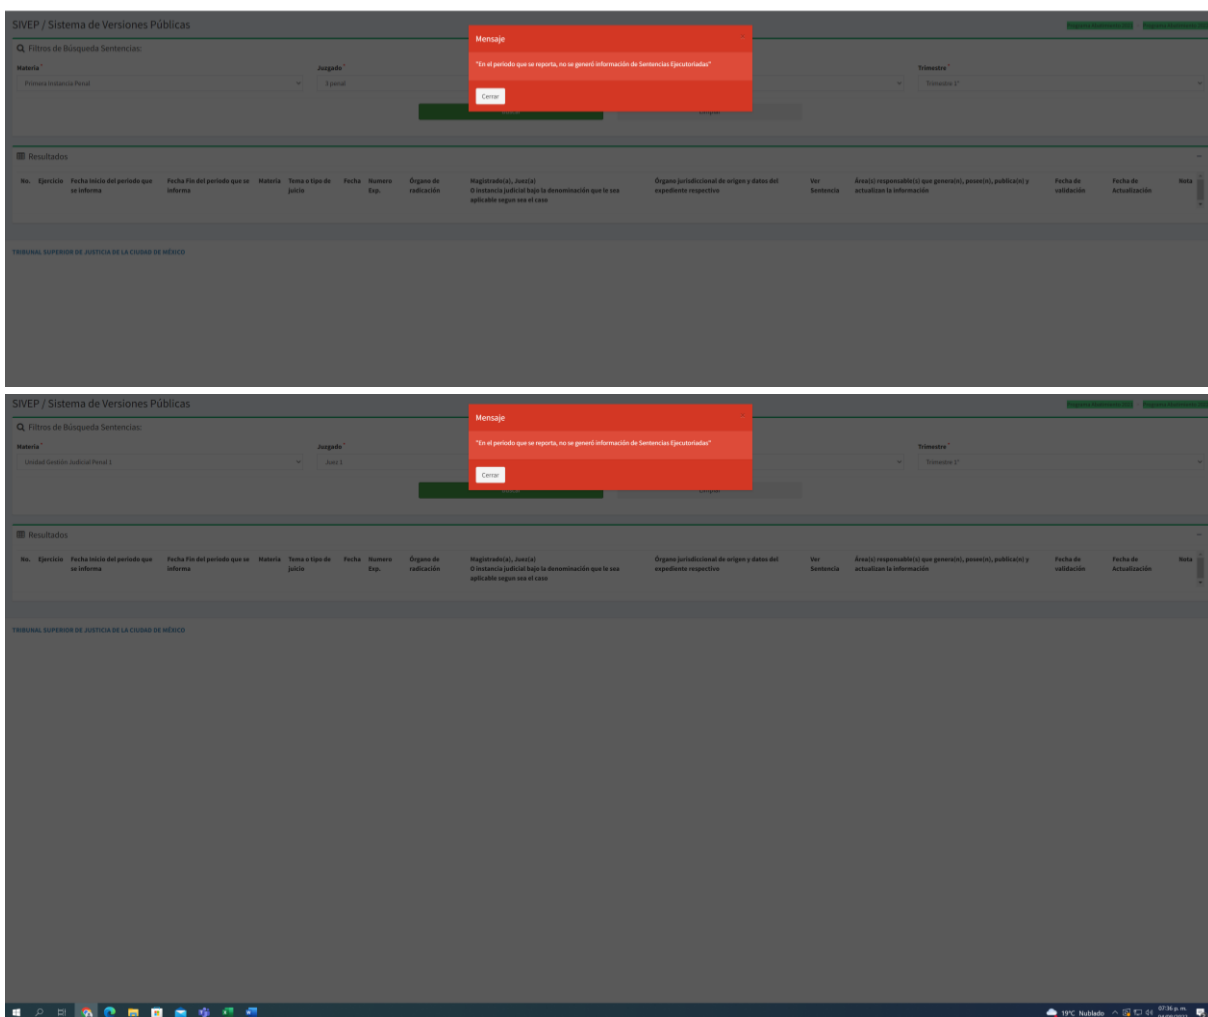 SIVEP / Sistema de Versiones Públicas
Mensaje
Filtros de Búsqueda Sentencias:
"En el periodo que se reporta, no se generó información de Sentencias Ejecutoriadas"
Materia *
Juzgado *
Trimestre *
Primera Instancia Penal
3 penal
Trimestre 1°
Cerrar
Resultados
No. Ejercicio Fecha Inicio del periodo que se informa Fecha Fin del periodo que se informa Materia Tema o tipo de juicio Fecha Numero Exp. Órgano de radicación Magistrado(a), Juez(a) O instancia judicial bajo la denominación que le sea aplicable segun sea el caso Órgano jurisdiccional de origen y datos del expediente respectivo Ver Sentencia Área(s) responsable(s) que genera(n), posee(n), publica(n) y actualizan la información Fecha de validación Fecha de Actualización Nota
TRIBUNAL SUPERIOR DE JUSTICIA DE LA CIUDAD DE MÉXICO
SIVEP / Sistema de Versiones Públicas
Mensaje
Filtros de Búsqueda Sentencias:
"En el periodo que se reporta, no se generó información de Sentencias Ejecutoriadas"
Materia *
Juzgado *
Trimestre *
Unidad Gestión Judicial Penal 1
Juez 1
Trimestre 1°
Cerrar
Resultados
No. Ejercicio Fecha Inicio del periodo que se informa Fecha Fin del periodo que se informa Materia Tema o tipo de juicio Fecha Numero Exp. Órgano de radicación Magistrado(a), Juez(a) O instancia judicial bajo la denominación que le sea aplicable segun sea el caso Órgano jurisdiccional de origen y datos del expediente respectivo Ver Sentencia Área(s) responsable(s) que genera(n), posee(n), publica(n) y actualizan la información Fecha de validación Fecha de Actualización Nota
TRIBUNAL SUPERIOR DE JUSTICIA DE LA CIUDAD DE MÉXICO
19°C Nublado
07:36 p. m.